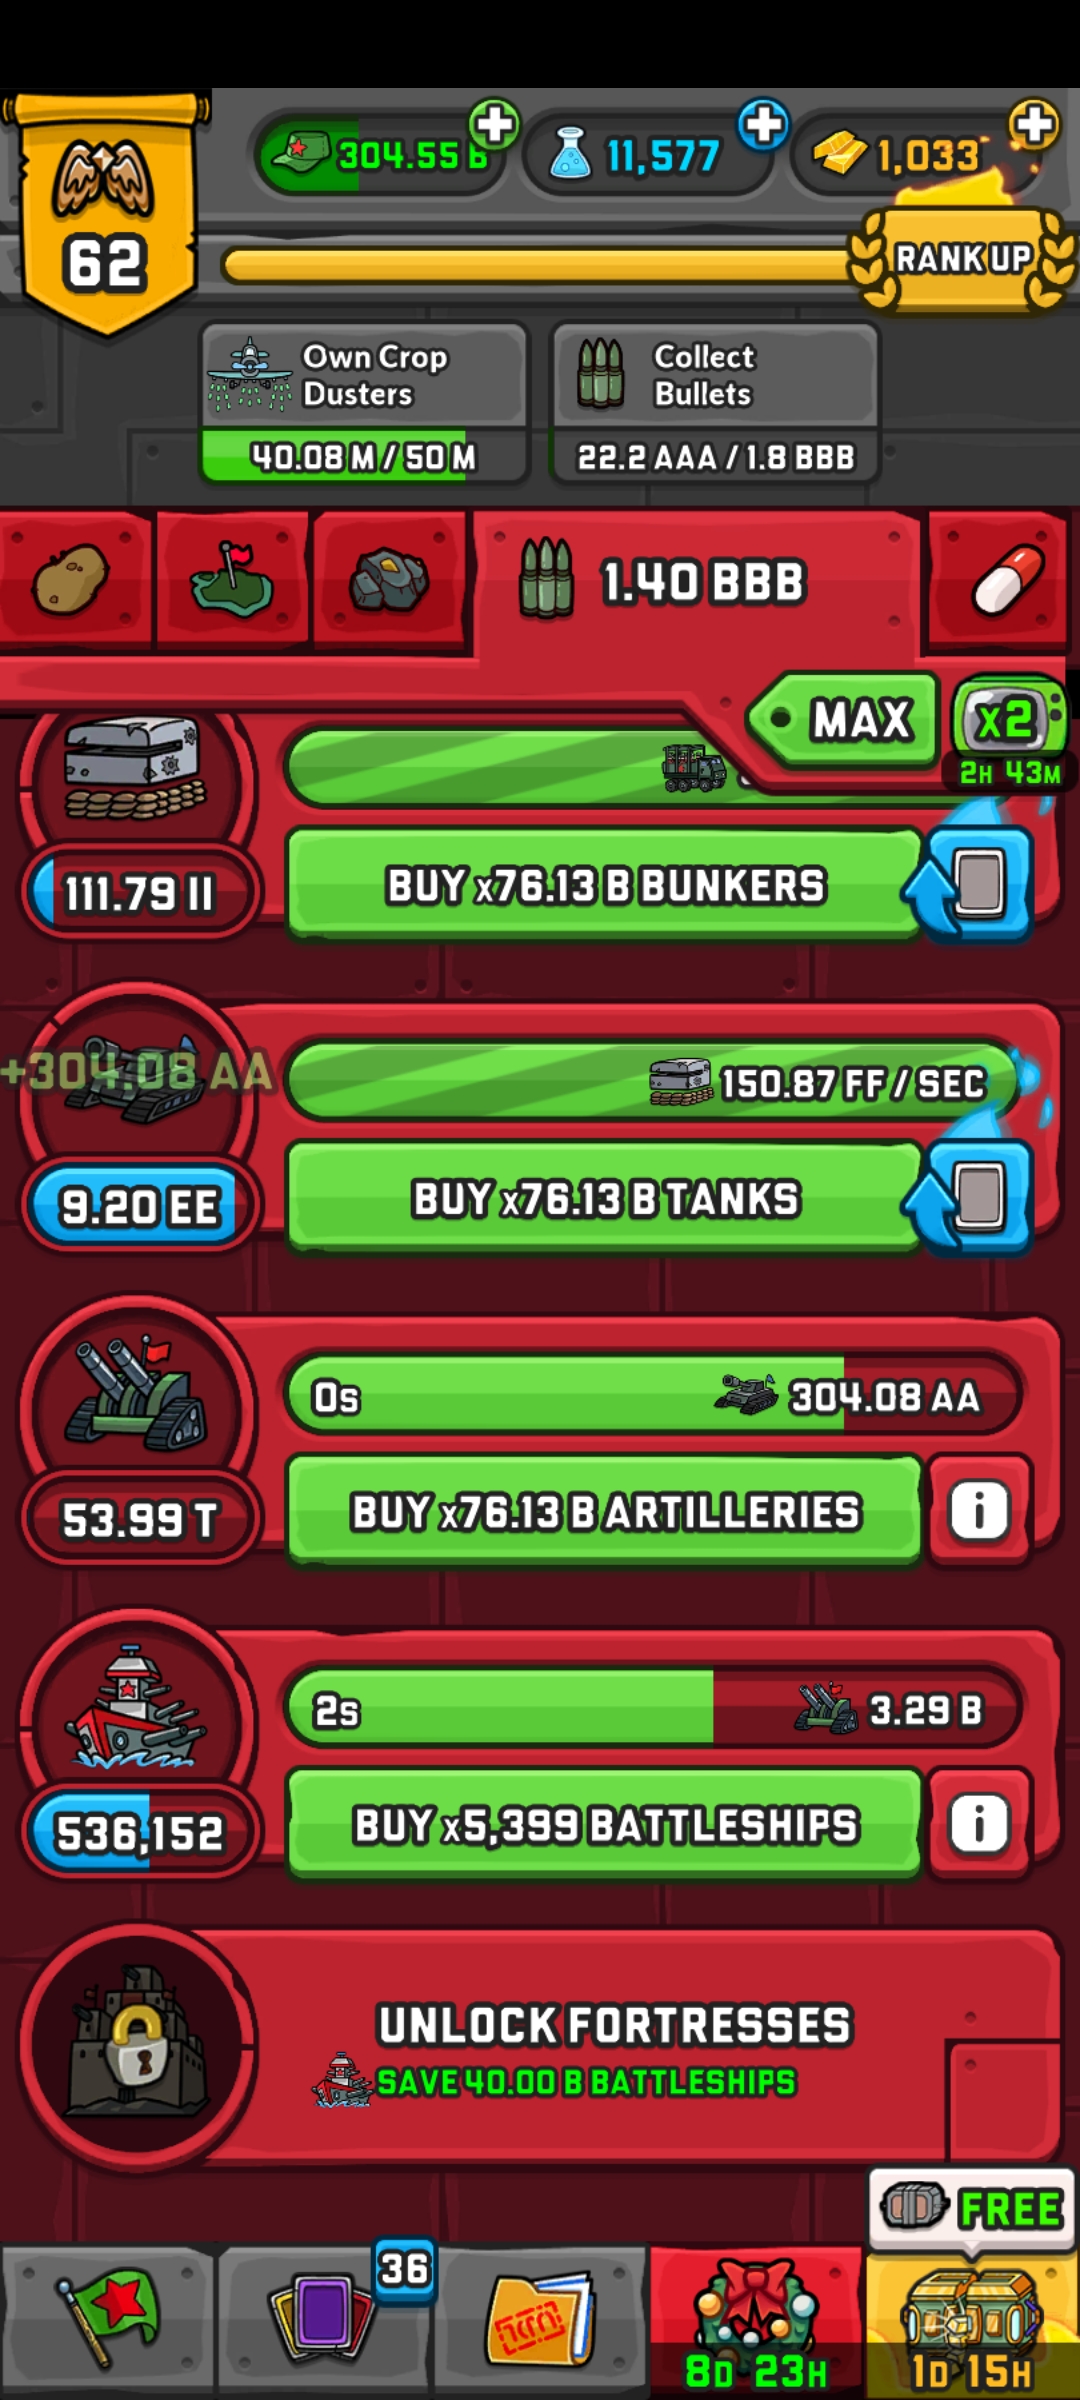 304.55 B
11,577
1,033
62
RANK UP
Own Crop
Dusters
40.08 M / 50 M
Collect
Bullets
22.2 AAA / 1.8 BBB
1.40 BBB
MAX
x2
2H 43M
111.79 II
BUY x76.13 B BUNKERS
+304.08 AA
150.87 FF / SEC
9.20 EE
BUY x76.13 B TANKS
0s
304.08 AA
53.99 T
BUY x76.13 B ARTILLERIES
2s
3.29 B
536,152
BUY x5,399 BATTLESHIPS
UNLOCK FORTRESSES
SAVE 40.00 B BATTLESHIPS
FREE
36
8D 23H
1D 15H